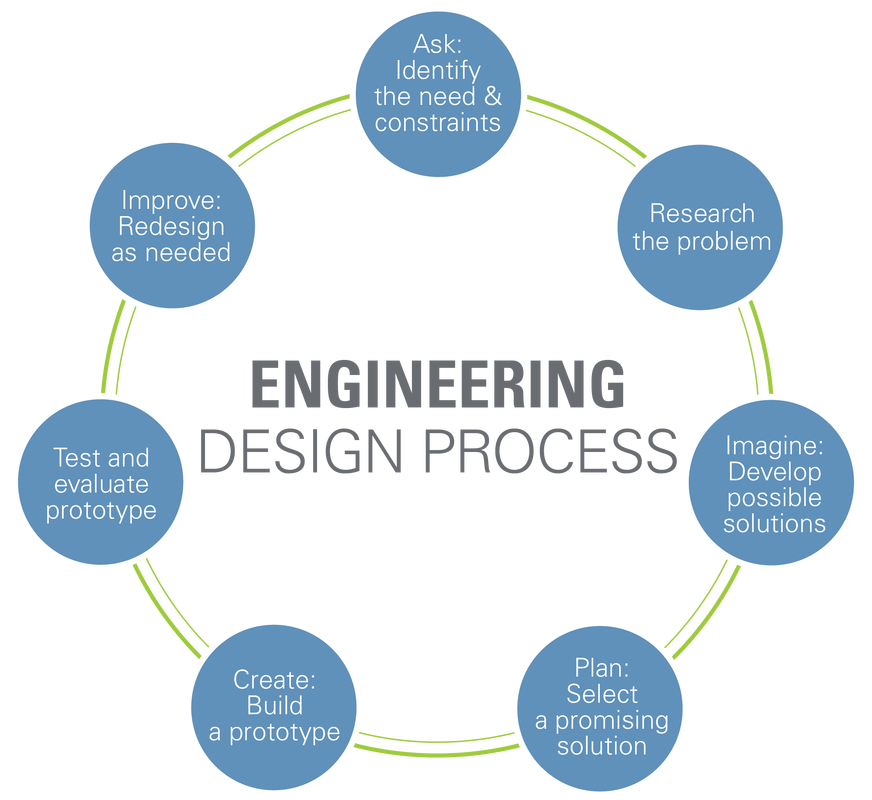 Ask:
Identify
the need &
constraints
Research
the problem
Imagine:
Develop
possible
solutions
Plan:
Select
a promising
solution
Create:
Build
a prototype
Test and
evaluate
prototype
Improve:
Redesign
as needed
ENGINEERING
DESIGN PROCESS